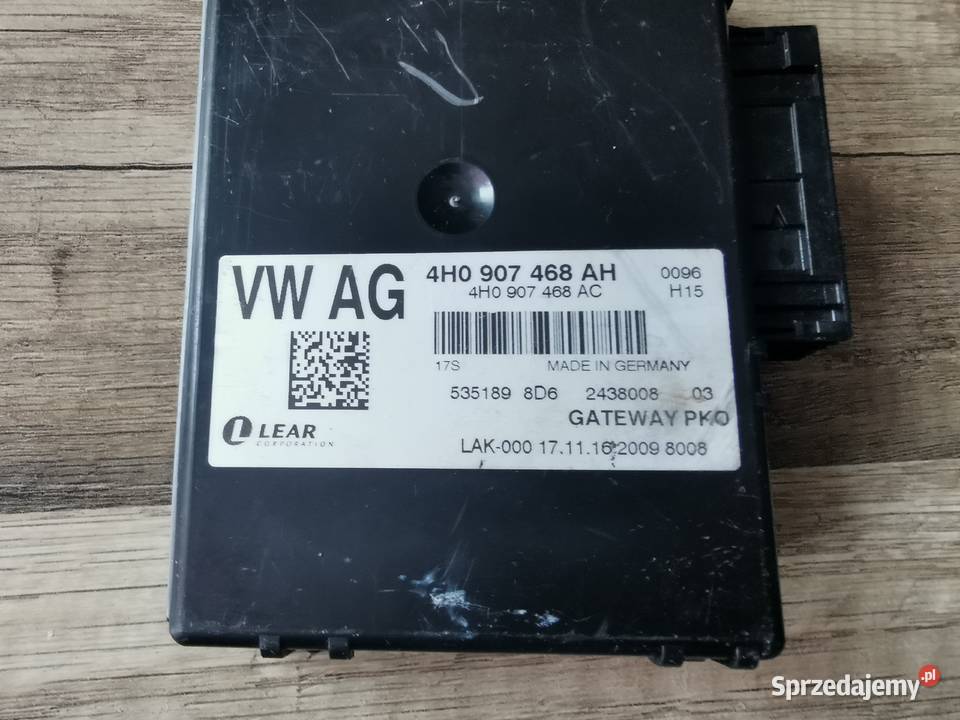 VW AG
4H0 907 468 AH 0096
4H0 907 468 AC H15
17S MADE IN GERMANY
535189 8D6 2438008 03
GATEWAY PKO
LEAR
CORPORATION
LAK-000 17.11.16 2009 8008
Sprzedajemy.pl